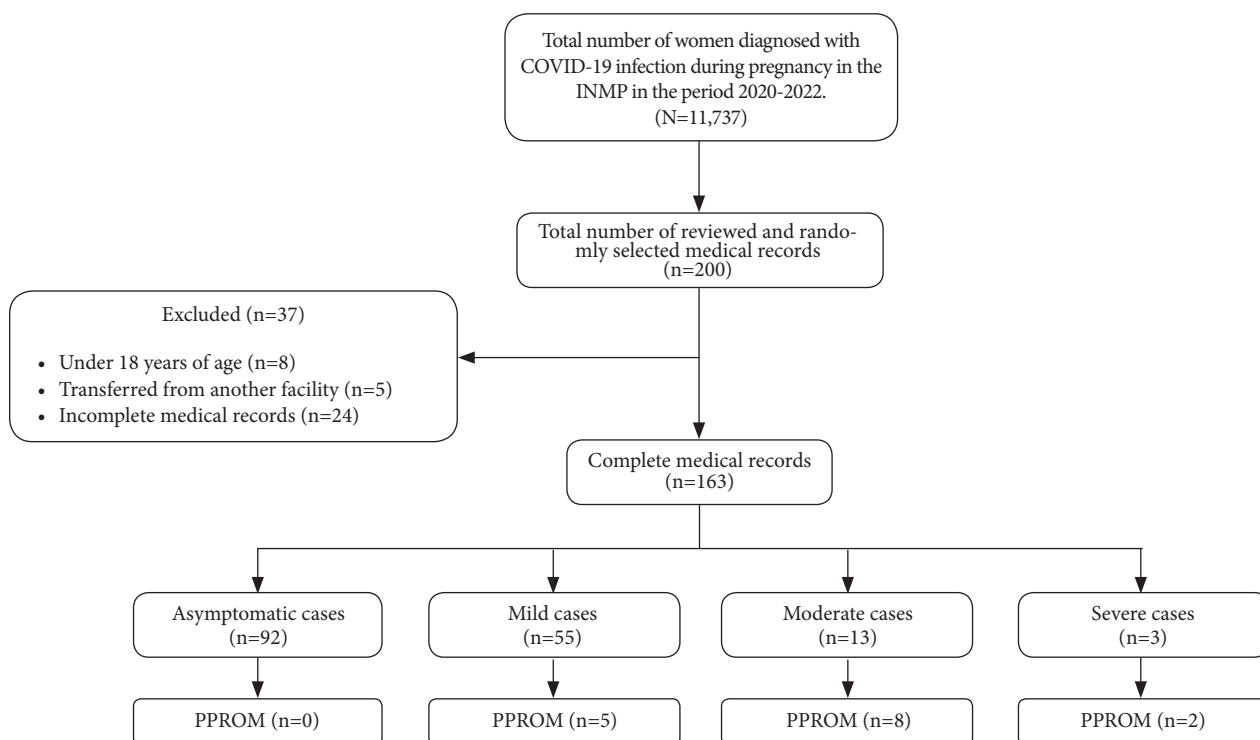 Total number of women diagnosed with
COVID-19 infection during pregnancy in the
INMP in the period 2020-2022.
(N=11,737)
Total number of reviewed and rando-
mly selected medical records
(n=200)
Excluded (n=37)
• Under 18 years of age (n=8)
• Transferred from another facility (n=5)
• Incomplete medical records (n=24)
Complete medical records
(n=163)
Asymptomatic cases
(n=92)
Mild cases
(n=55)
Moderate cases
(n=13)
Severe cases
(n=3)
PPROM (n=0)
PPROM (n=5)
PPROM (n=8)
PPROM (n=2)